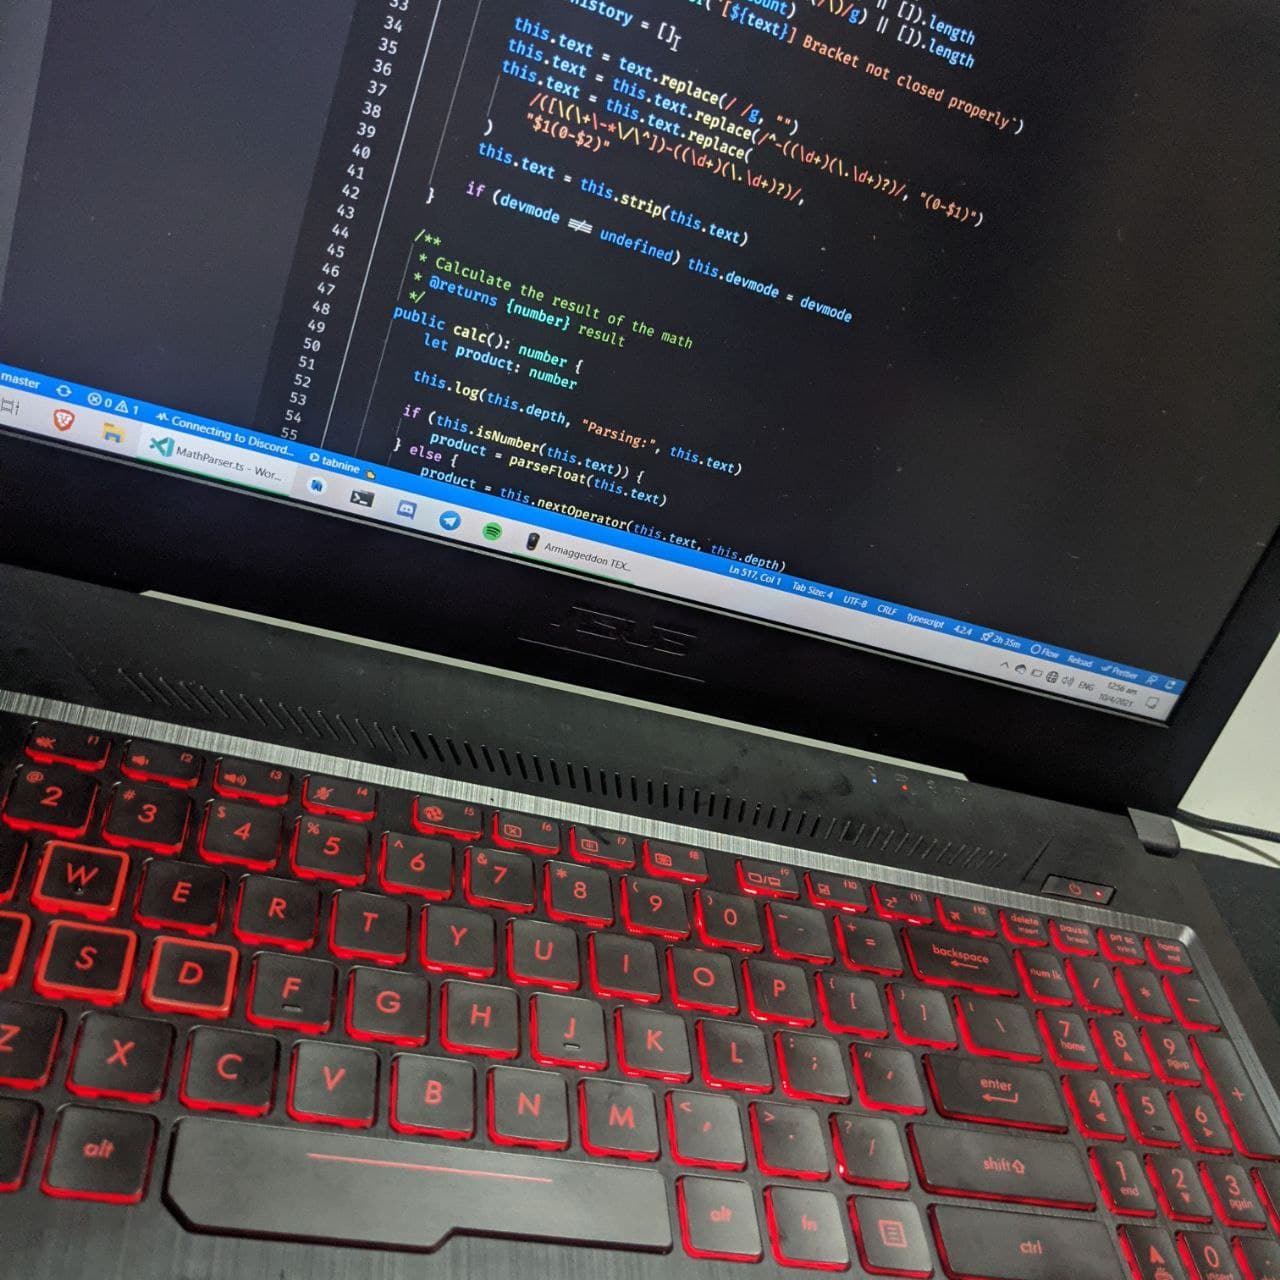 /\)/g) || []).length
[${text}] Bracket not closed properly`)
history = []
this.text = text.replace(/ /g, "")
this.text = this.text.replace(/^-((\d+)(\.\d+)?)/, "(0-$1)")
this.text = this.text.replace(
/([\(\+\-*\/\^])-((\d+)(\.\d+)?)/,
"$1(0-$2)"
)
this.text = this.strip(this.text)
if (devmode !== undefined) this.devmode = devmode
}
/**
* Calculate the result of the math
* @returns {number} result
*/
public calc(): number {
let product: number
this.log(this.depth, "Parsing:", this.text)
if (this.isNumber(this.text)) {
product = parseFloat(this.text)
} else {
product = this.nextOperator(this.text, this.depth)
33
34
35
36
37
38
39
40
41
42
43
44
45
46
47
48
49
50
51
52
53
54
55
master 0 1 Connecting to Discord... tabnine
Ln 517, Col 1 Tab Size: 4 UTF-8 CRLF typescript 4.2.4 2h 35m Flow Reload Prettier
MathParser.ts - Wor...
Armaggeddon TEX...
ENG 12:56 am
10/4/2021
ASUS
f1 f2 f3 f4 f5 f6 f7 f8 f9 f10 f11 f12 delete insert pause break prt sc sysrq home end
@ 2 # 3 $ 4 % 5 ^ 6 & 7 * 8 ( 9 ) 0 - + = backspace num lk / * -
W E R T Y U I O P { [ } ] | \ 7 home 8 9 pgup +
S D F G H J K L : ; " ' enter 4 5 6
Z X C V B N M < , > . ? / shift 1 end 2 3 pgdn
alt alt fn ctrl 0